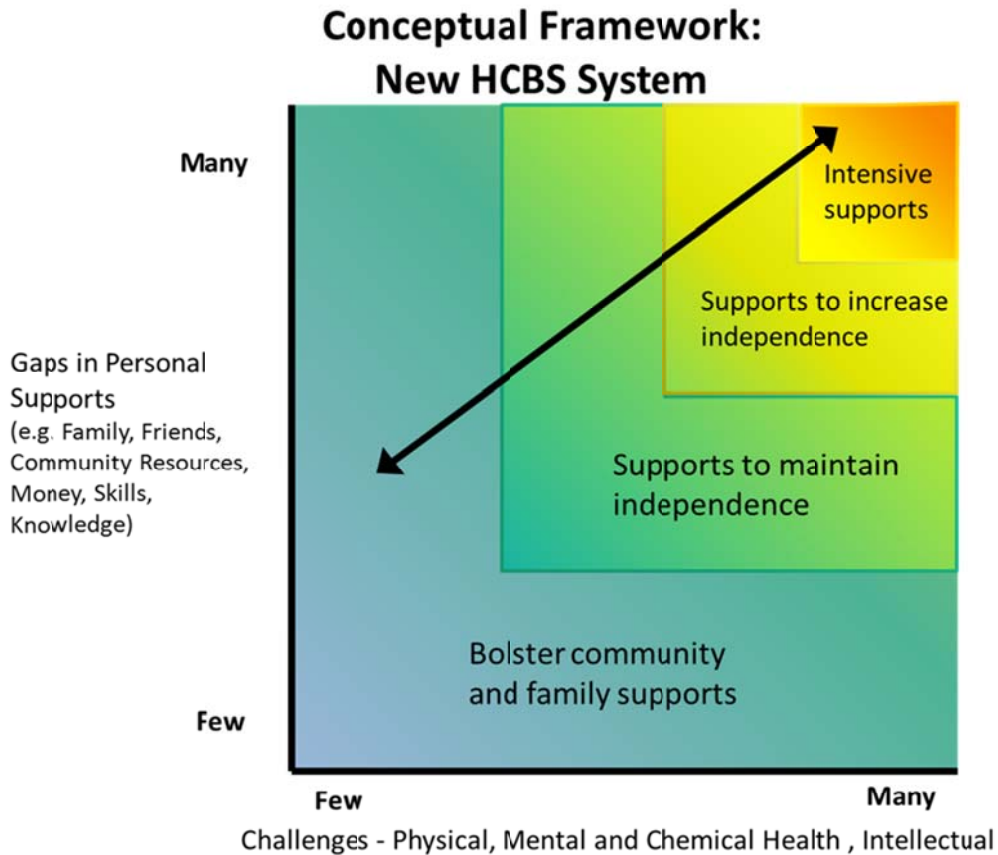 Conceptual Framework:
New HCBS System
Many
Intensive
supports
Supports to increase
independence
Gaps in Personal
Supports
(e.g. Family, Friends,
Community Resources,
Money, Skills,
Knowledge)
Supports to maintain
independence
Bolster community
and family supports
Few
Few
Many
Challenges - Physical, Mental and Chemical Health , Intellectual